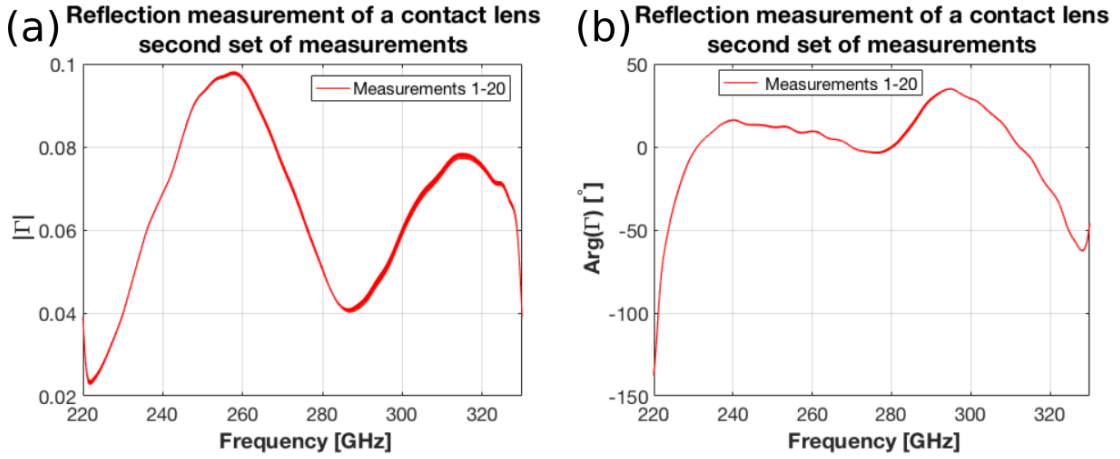 (a)
Reflection measurement of a contact lens
second set of measurements
Measurements 1-20
0.1
0.08
0.06
0.04
0.02
|Γ|
220 240 260 280 300 320
Frequency [GHz]
(b)
Reflection measurement of a contact lens
second set of measurements
Measurements 1-20
50
0
-50
-100
-150
Arg(Γ) [°]
220 240 260 280 300 320
Frequency [GHz]